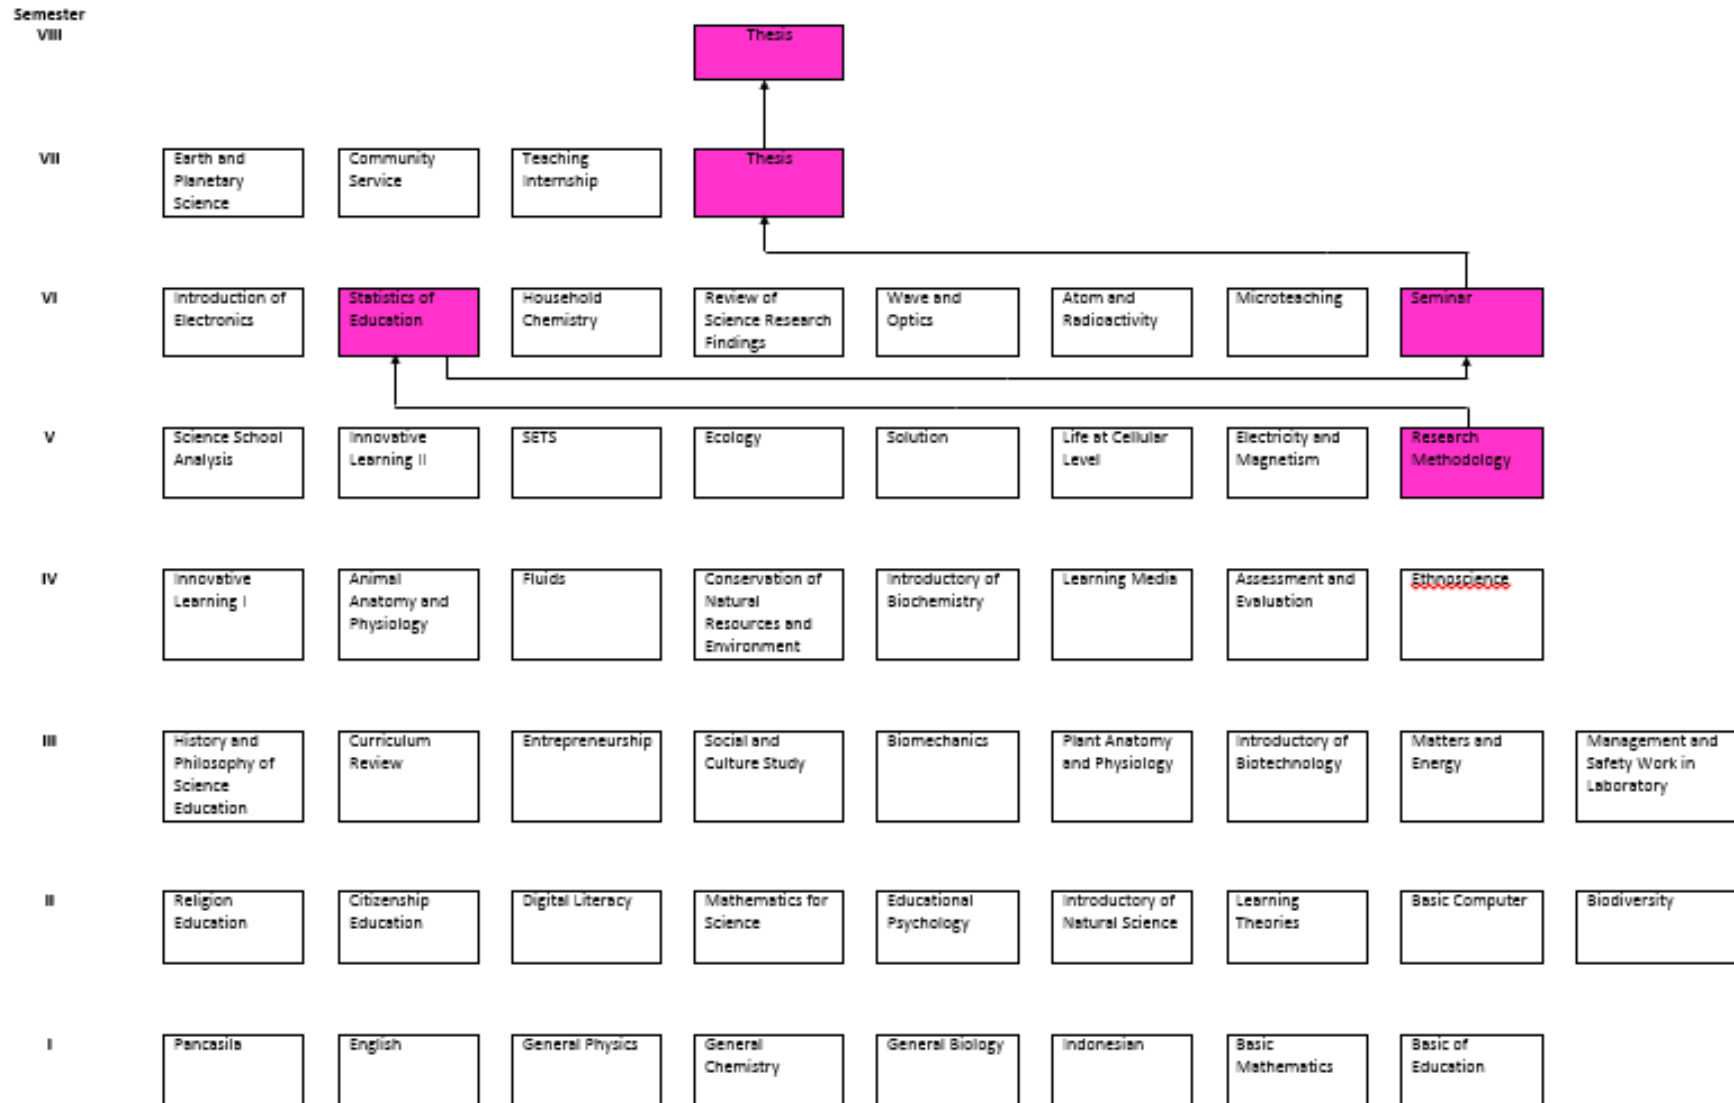 Semester
VIII
Thesis
VII
Earth and
Planetary
Science
Community
Service
Teaching
Internship
Thesis
VI
Introduction of
Electronics
Statistics of
Education
Household
Chemistry
Review of
Science Research
Findings
Wave and
Optics
Atom and
Radioactivity
Microteaching
Seminar
V
Science School
Analysis
Innovative
Learning II
SETS
Ecology
Solution
Life at Cellular
Level
Electricity and
Magnetism
Research
Methodology
IV
Innovative
Learning I
Animal
Anatomy and
Physiology
Fluids
Conservation of
Natural
Resources and
Environment
Introductory of
Biochemistry
Learning Media
Assessment and
Evaluation
Ethnoscience
III
History and
Philosophy of
Science
Education
Curriculum
Review
Entrepreneurship
Social and
Culture Study
Biomechanics
Plant Anatomy
and Physiology
Introductory of
Biotechnology
Matters and
Energy
Management and
Safety Work in
Laboratory
II
Religion
Education
Citizenship
Education
Digital Literacy
Mathematics for
Science
Educational
Psychology
Introductory of
Natural Science
Learning
Theories
Basic Computer
Biodiversity
I
Pancasila
English
General Physics
General
Chemistry
General Biology
Indonesian
Basic
Mathematics
Basic of
Education